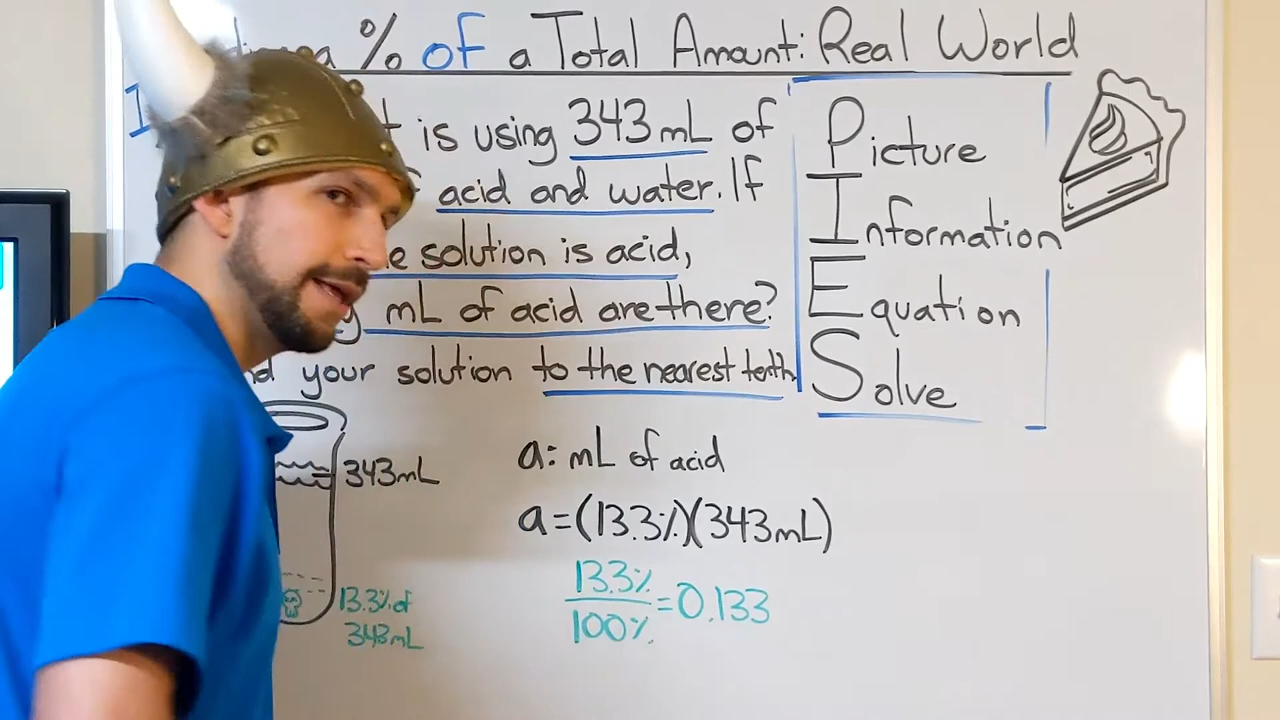 a % of a Total Amount: Real World
is using 343 mL of
acid and water. If
solution is acid,
mL of acid are there?
your solution to the nearest tenth.
Picture
Information
Equation
Solve
343mL
13.3% of
343mL
a: mL of acid
a=(13.3%)(343mL)
13.3%
100%
=0.133